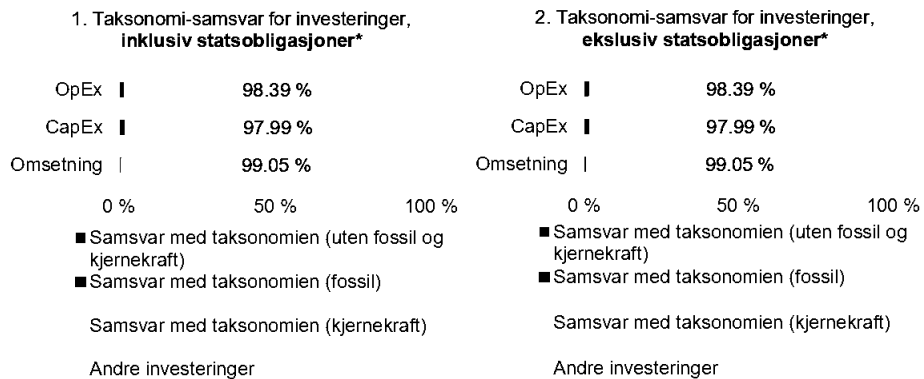 1. Taksonomi-samsvar for investeringer,
inklusiv statsobligasjoner*
OpEx 98.39 %
CapEx 97.99 %
Omsetning 99.05 %
0 % 50 % 100 %
Samsvar med taksonomien (uten fossil og
kjernekraft)
Samsvar med taksonomien (fossil)
Samsvar med taksonomien (kjernekraft)
Andre investeringer
2. Taksonomi-samsvar for investeringer,
ekslusiv statsobligasjoner*
OpEx 98.39 %
CapEx 97.99 %
Omsetning 99.05 %
0 % 50 % 100 %
Samsvar med taksonomien (uten fossil og
kjernekraft)
Samsvar med taksonomien (fossil)
Samsvar med taksonomien (kjernekraft)
Andre investeringer